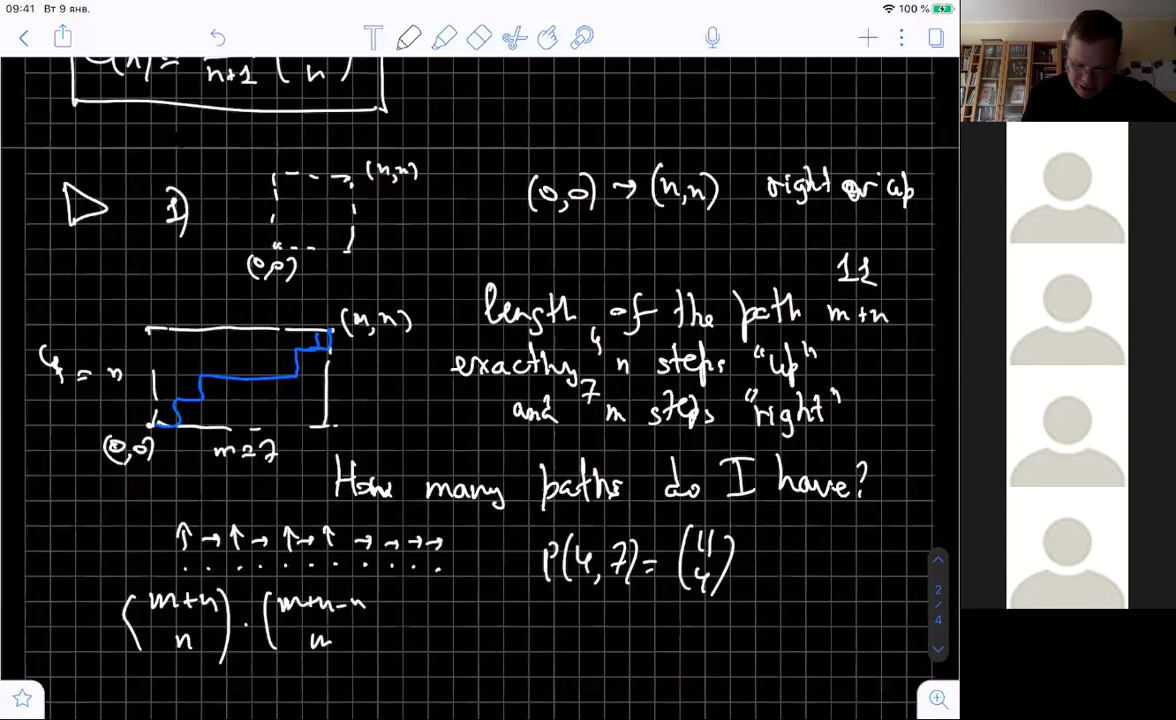 09:41 Вт 9 янв.
100 %
n+1 ( n )
1)
(n,n)
(0,0)
(0,0) → (n,n) right or up
11
length of the path m+n
4
exactly n steps "up"
7
and m steps "right"
(m,n)
4 = n
(0,0)
m=7
How many paths do I have?
↑ → ↑ → ↑ → ↑ → → → →
. . . . . . . . . . .
P(4,7) = (11 4)
(m+n n) · (m+n-n m
2
/
4